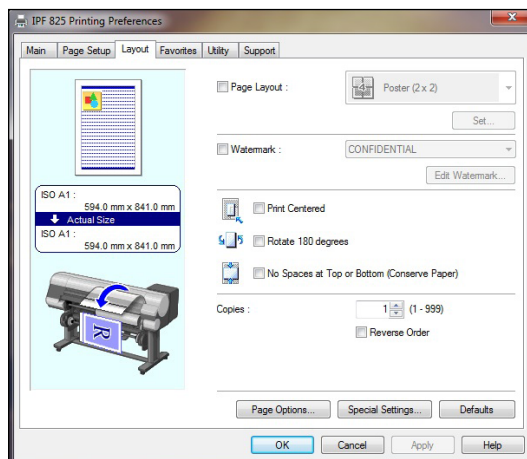 IPF 825 Printing Preferences
Main Page Setup Layout Favorites Utility Support
Page Layout : Poster (2 x 2)
Set...
Watermark : CONFIDENTIAL
Edit Watermark...
ISO A1 :
594.0 mm x 841.0 mm
Actual Size
ISO A1 :
594.0 mm x 841.0 mm
Print Centered
Rotate 180 degrees
No Spaces at Top or Bottom (Conserve Paper)
Copies : 1 (1 - 999)
Reverse Order
Page Options... Special Settings... Defaults
OK Cancel Apply Help